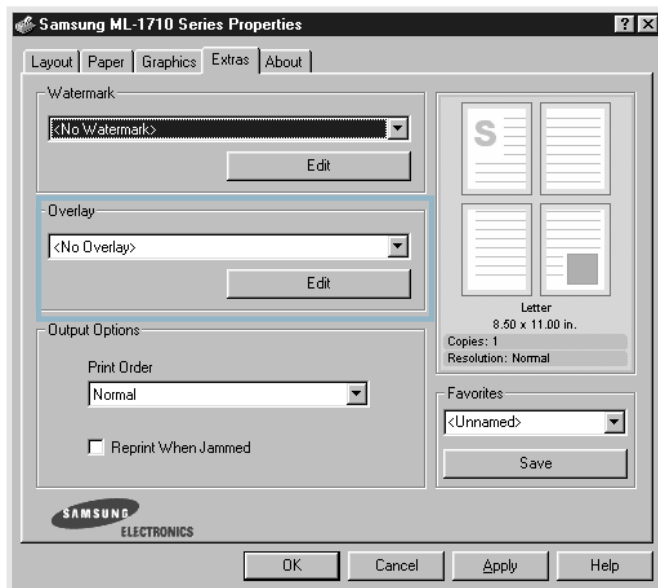 Samsung ML-1710 Series Properties
Layout Paper Graphics Extras About
Watermark
<No Watermark>
Edit
Overlay
<No Overlay>
Edit
Output Options
Print Order
Normal
Reprint When Jammed
S
Letter
8.50 x 11.00 in.
Copies: 1
Resolution: Normal
Favorites
<Unnamed>
Save
SAMSUNG
ELECTRONICS
OK Cancel Apply Help